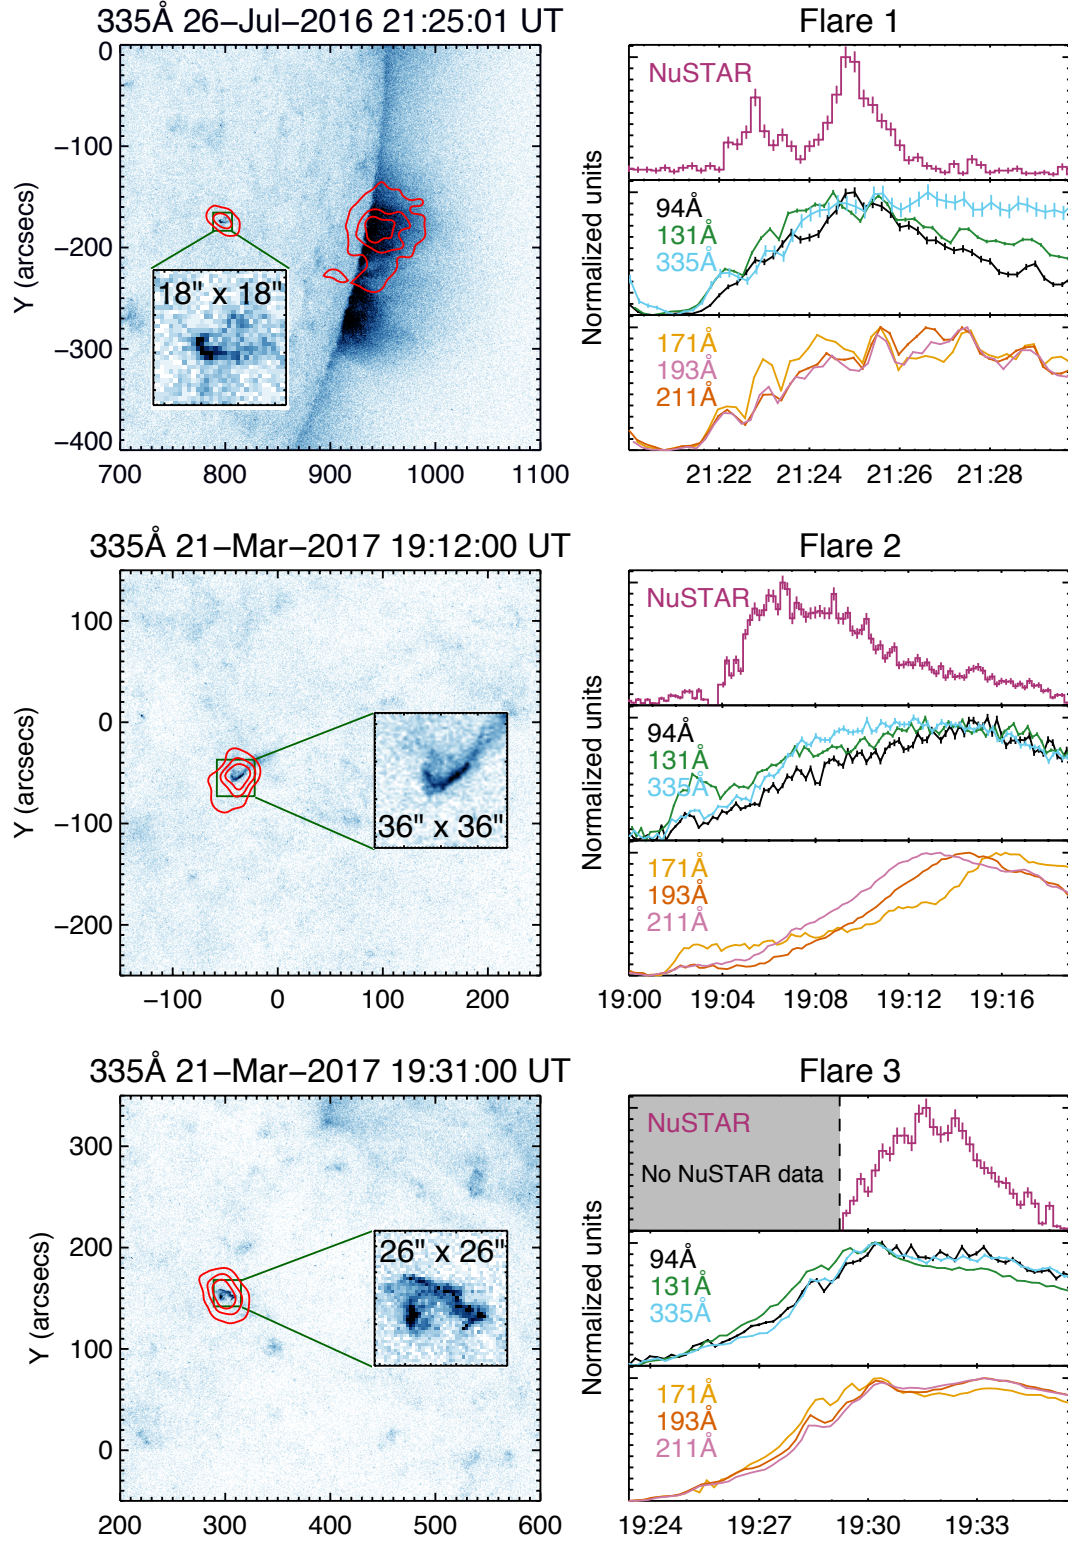 335Å 26−Jul−2016 21:25:01 UT
0
−100
−200
−300
−400
Y (arcsecs)
18" x 18"
700 800 900 1000 1100
Flare 1
NuSTAR
Normalized units
94Å
131Å
335Å
171Å
193Å
211Å
21:22 21:24 21:26 21:28
335Å 21−Mar−2017 19:12:00 UT
100
0
−100
−200
Y (arcsecs)
36" x 36"
−100 0 100 200
Flare 2
NuSTAR
Normalized units
94Å
131Å
335Å
171Å
193Å
211Å
19:00 19:04 19:08 19:12 19:16
335Å 21−Mar−2017 19:31:00 UT
300
200
100
0
Y (arcsecs)
26" x 26"
200 300 400 500 600
Flare 3
NuSTAR
No NuSTAR data
Normalized units
94Å
131Å
335Å
171Å
193Å
211Å
19:24 19:27 19:30 19:33